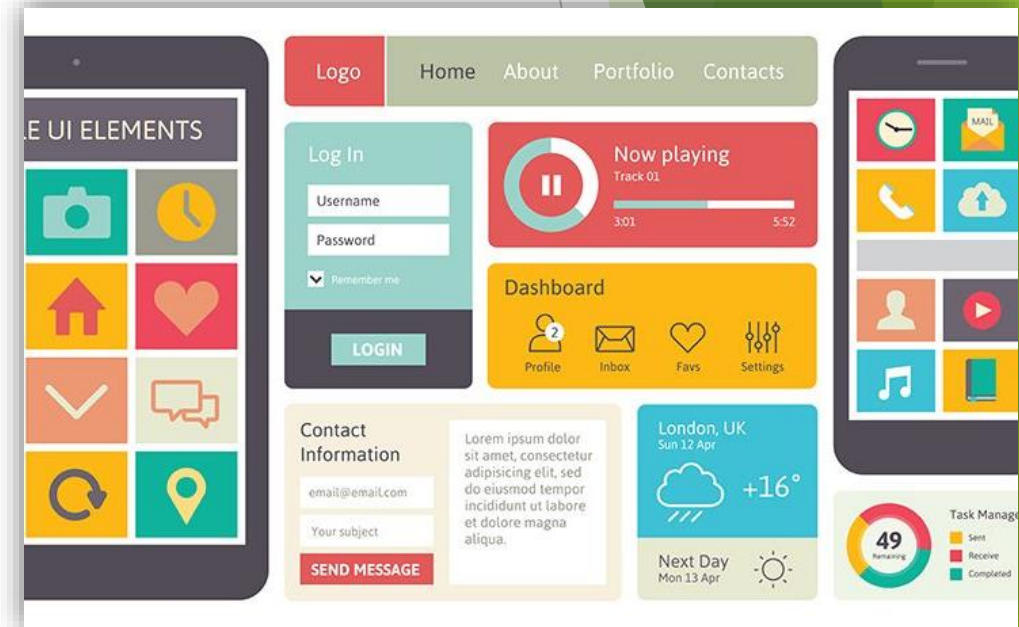 E UI ELEMENTS
Logo Home About Portfolio Contacts
Log In
Username
Password
Remember me
LOGIN
Now playing
Track 01
3:01 5:52
Dashboard
2
Profile Inbox Favs Settings
Contact
Information
email@email.com
Your subject
SEND MESSAGE
Lorem ipsum dolor
sit amet, consectetur
adipisicing elit, sed
do eiusmod tempor
incididunt ut labore
et dolore magna
aliqua.
London, UK
Sun 12 Apr
+16°
Next Day
Mon 13 Apr
MAIL
49
Remaining
Task Manage
Sent
Receive
Completed